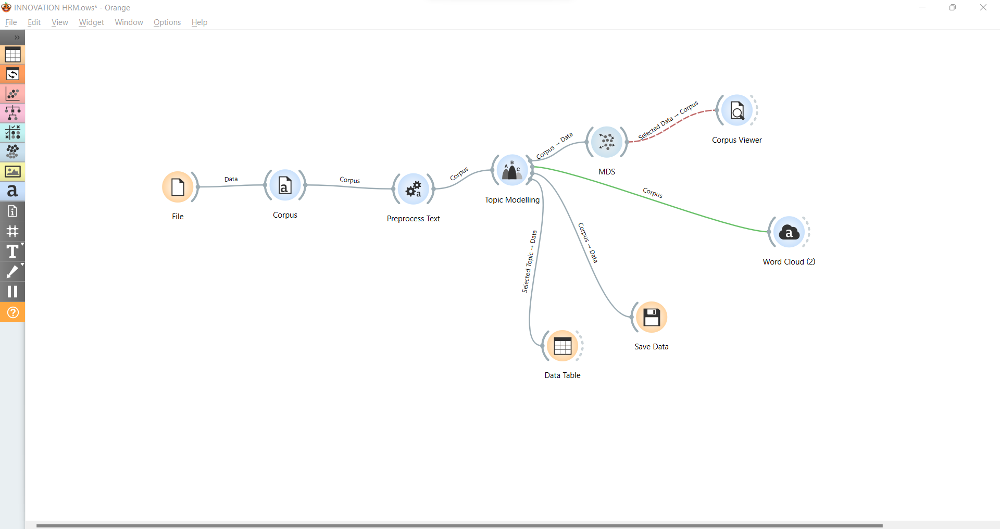 INNOVATION HRM.ows* - Orange
File Edit View Widget Window Options Help
Selected Data → Corpus
Corpus Viewer
Corpus → Data
MDS
Data
File
Corpus
Corpus
Preprocess Text
Corpus
A B C
Topic Modelling
Corpus
Word Cloud (2)
Selected Topic → Data
Corpus → Data
Save Data
Data Table
a
a
a
a
a
T